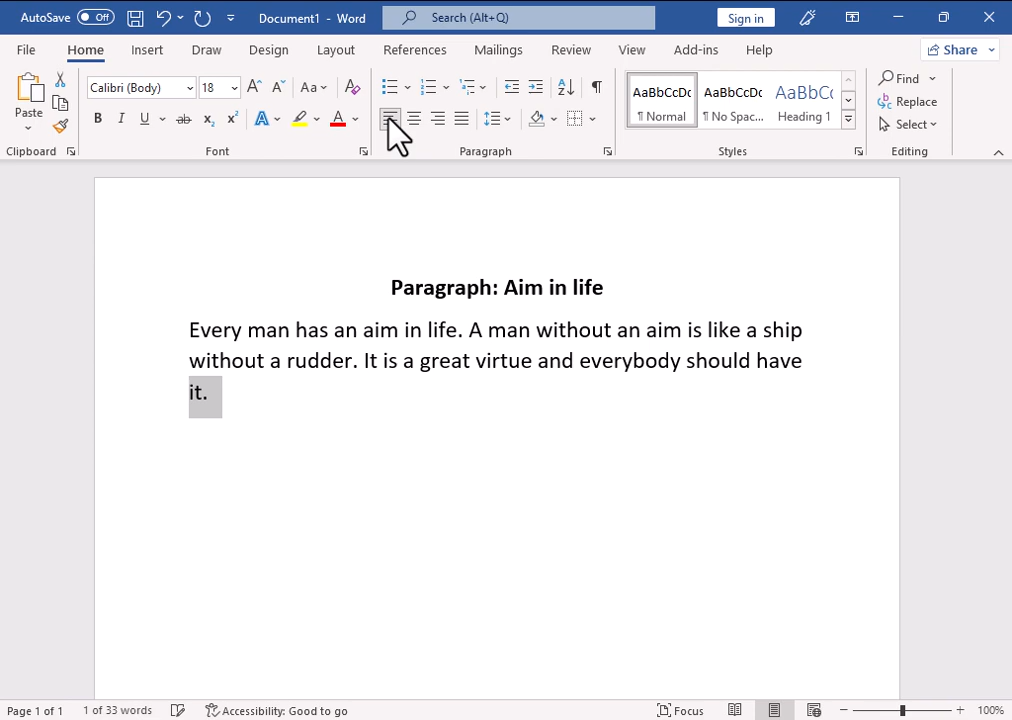 AutoSave Off Document1 - Word Search (Alt+Q) Sign in
File Home Insert Draw Design Layout References Mailings Review View Add-ins Help Share
Paste Calibri (Body) 18 Aa AaBbCcDc AaBbCcDc AaBbCc Find
B I U ab x₂ x² A A ¶ Normal ¶ No Spac... Heading 1 Replace
Select
Clipboard Font Paragraph Styles Editing
Paragraph: Aim in life
Every man has an aim in life. A man without an aim is like a ship
without a rudder. It is a great virtue and everybody should have
it.
Page 1 of 1 1 of 33 words Accessibility: Good to go Focus 100%